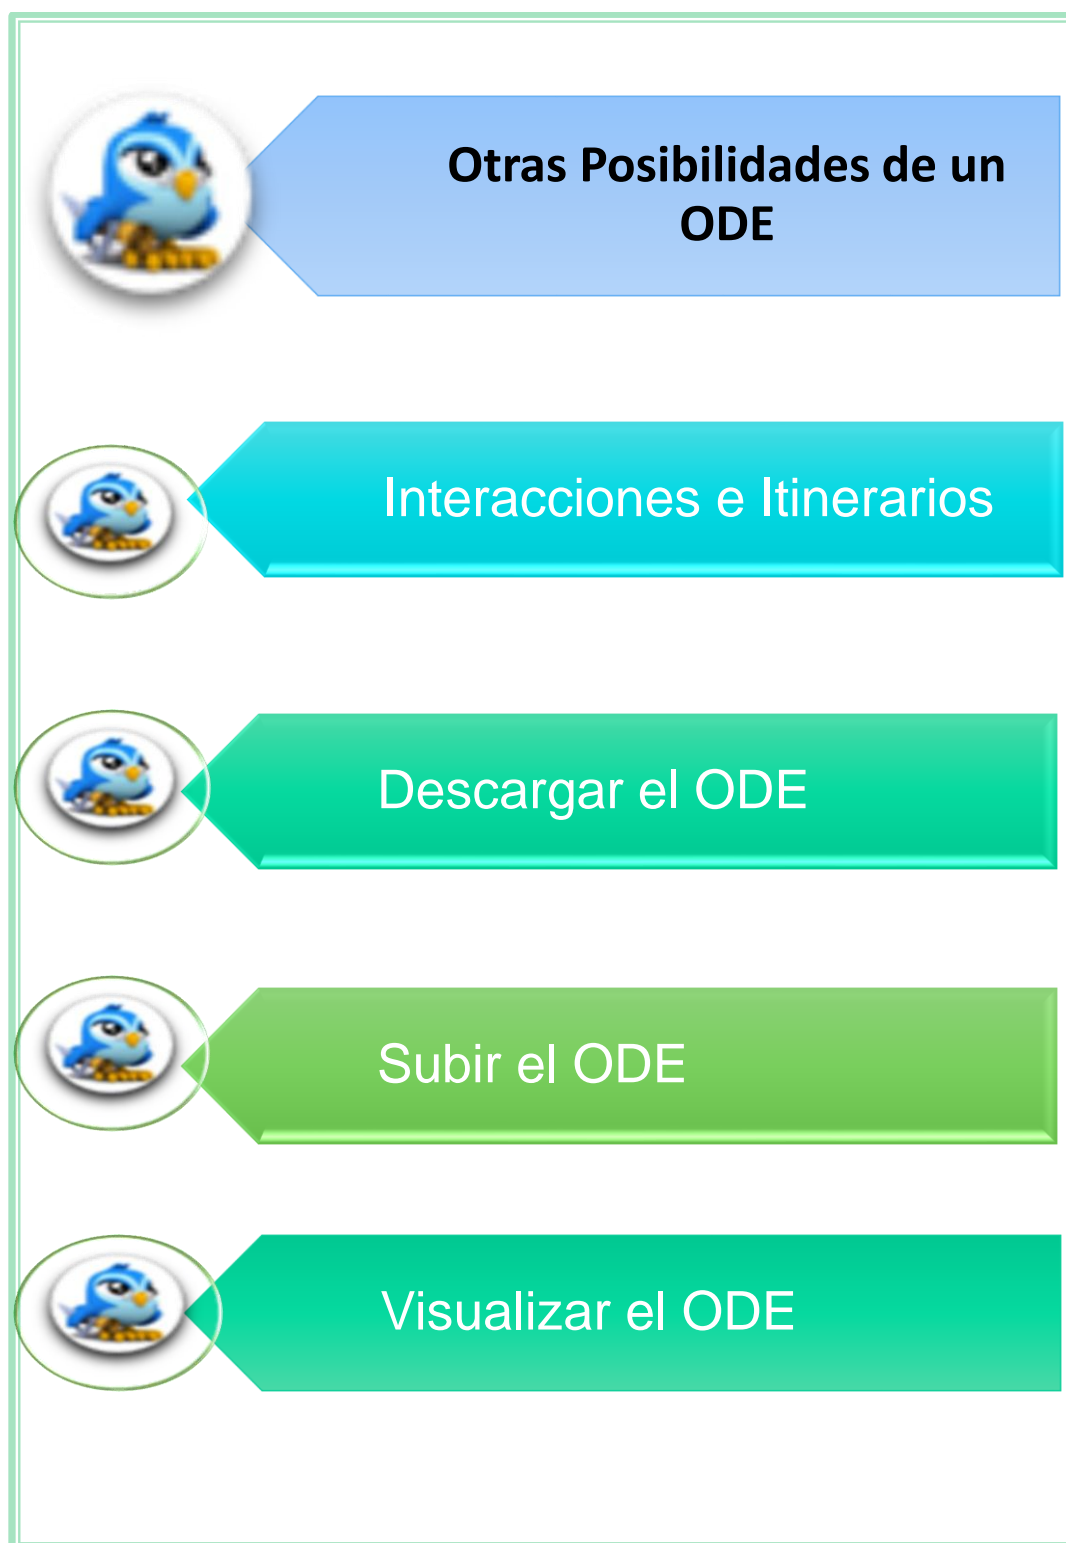 Otras Posibilidades de un
ODE
Interacciones e Itinerarios
Descargar el ODE
Subir el ODE
Visualizar el ODE